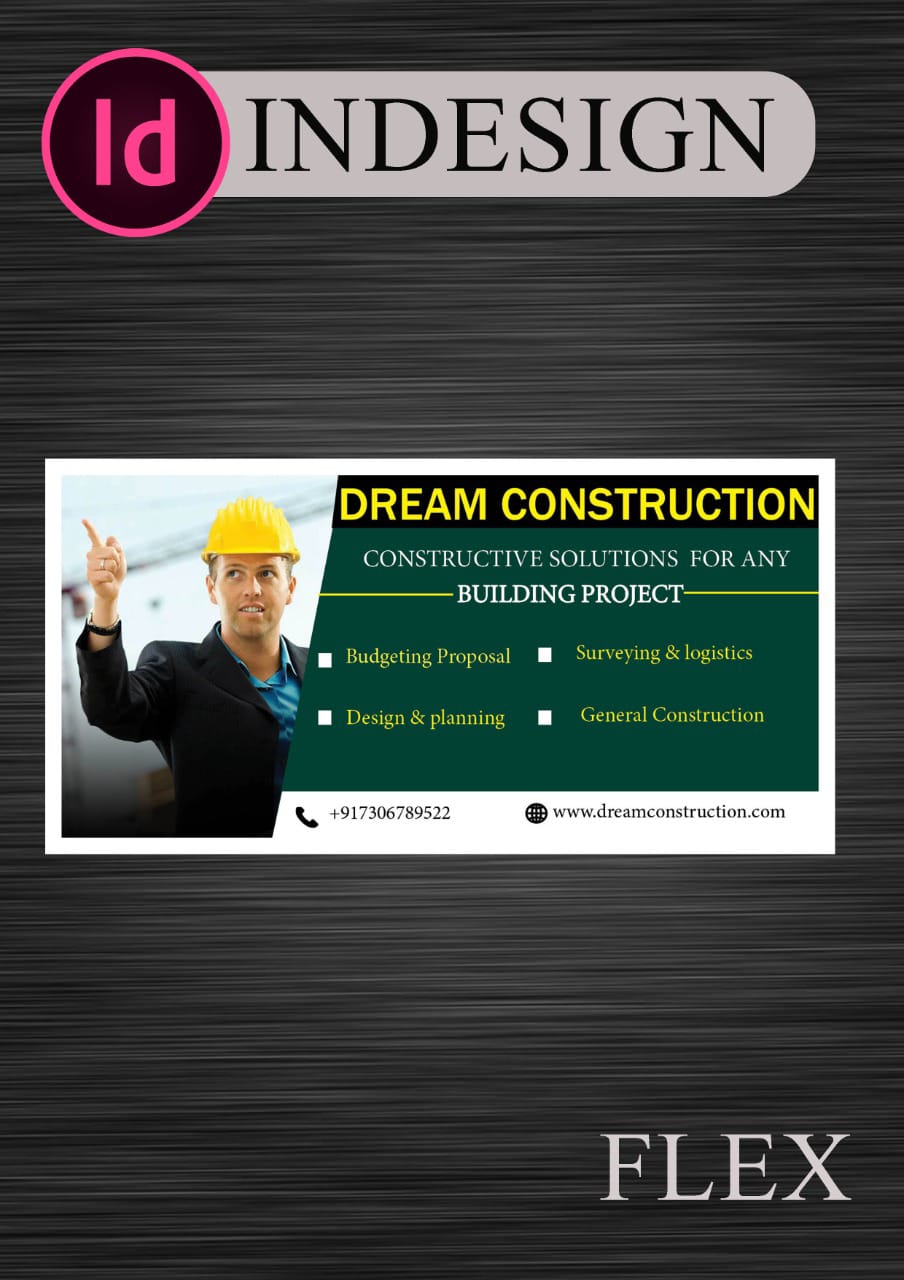 Id INDESIGN
DREAM CONSTRUCTION
CONSTRUCTIVE SOLUTIONS FOR ANY
BUILDING PROJECT
Budgeting Proposal
Surveying & logistics
Design & planning
General Construction
+917306789522
www.dreamconstruction.com
FLEX